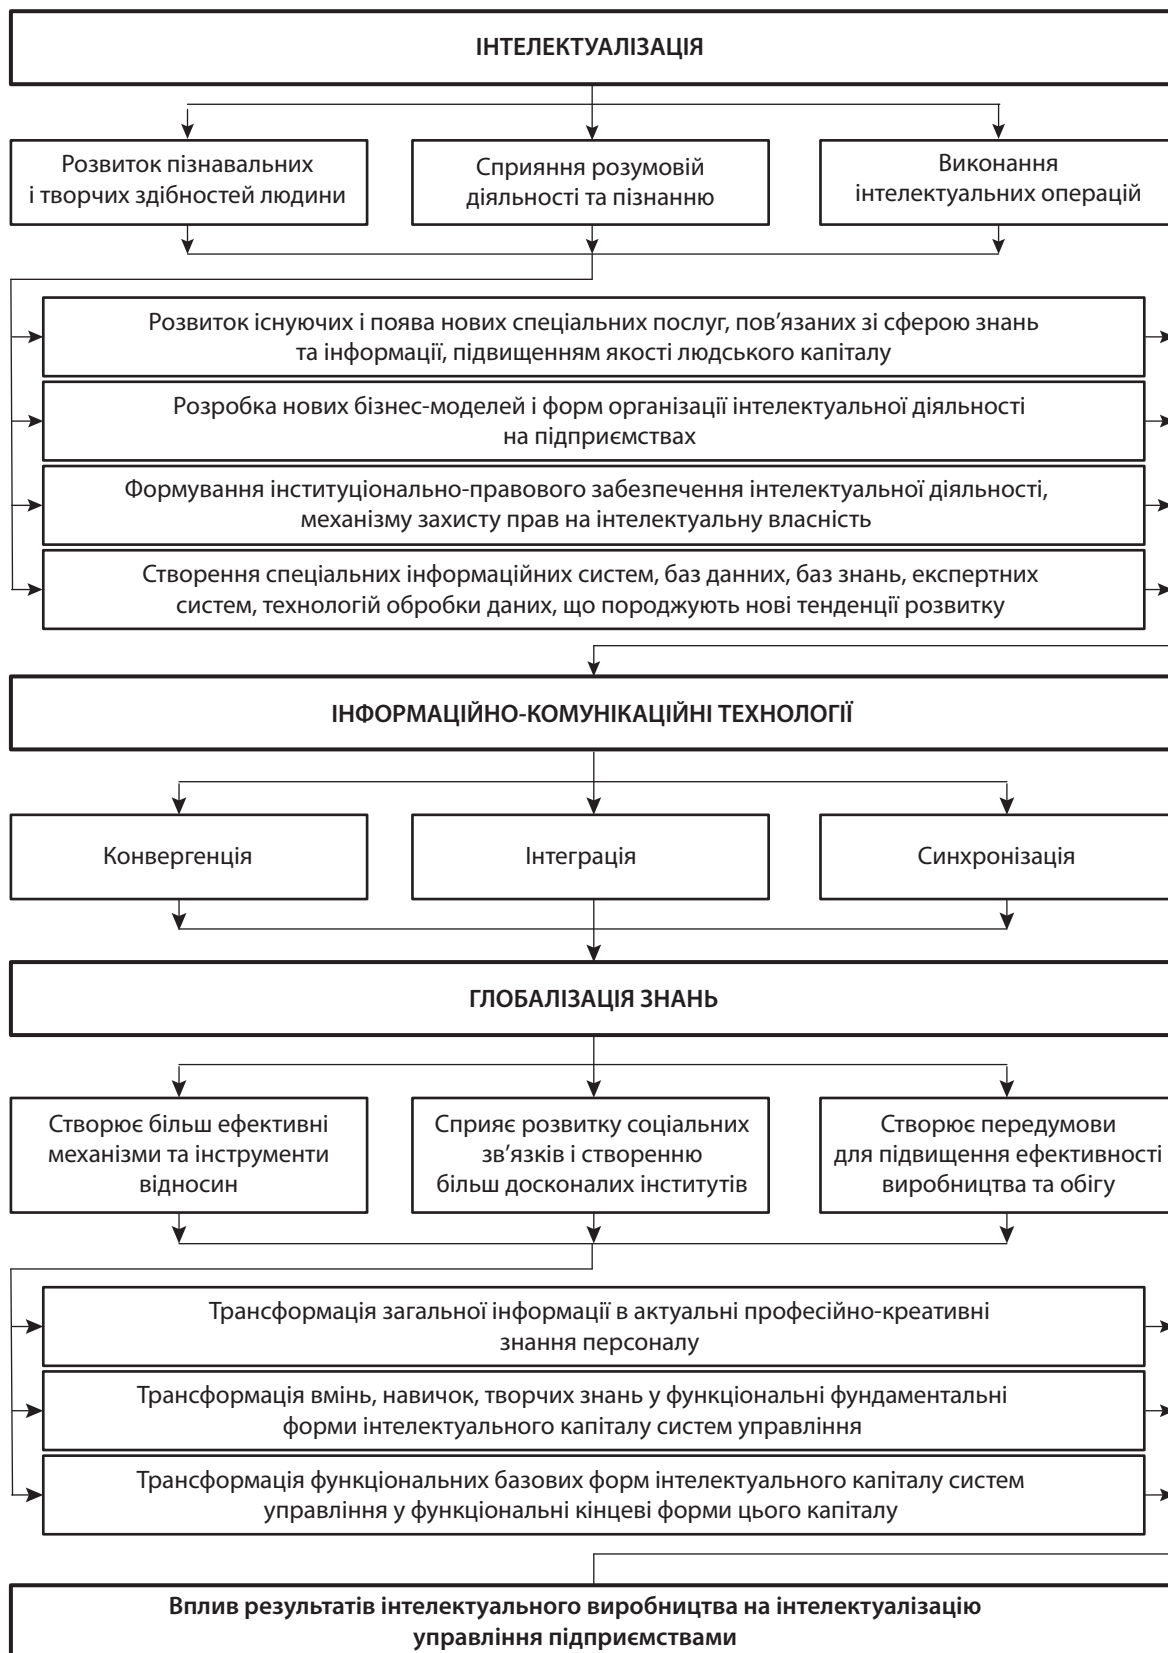 ІНТЕЛЕКТУАЛІЗАЦІЯ
Розвиток пізнавальних
і творчих здібностей людини
Сприяння розумовій
діяльності та пізнанню
Виконання
інтелектуальних операцій
Розвиток існуючих і поява нових спеціальних послуг, пов’язаних зі сферою знань
та інформації, підвищенням якості людського капіталу
Розробка нових бізнес-моделей і форм організації інтелектуальної діяльності
на підприємствах
Формування інституціонально-правового забезпечення інтелектуальної діяльності,
механізму захисту прав на інтелектуальну власність
Створення спеціальних інформаційних систем, баз данних, баз знань, експертних
систем, технологій обробки даних, що породжують нові тенденції розвитку
ІНФОРМАЦІЙНО-КОМУНІКАЦІЙНІ ТЕХНОЛОГІЇ
Конвергенція
Інтеграція
Синхронізація
ГЛОБАЛІЗАЦІЯ ЗНАНЬ
Створює більш ефективні
механізми та інструменти
відносин
Сприяє розвитку соціальних
зв’язків і створенню
більш досконалих інститутів
Створює передумови
для підвищення ефективності
виробництва та обігу
Трансформація загальної інформації в актуальні професійно-креативні
знання персоналу
Трансформація вмінь, навичок, творчих знань у функціональні фундаментальні
форми інтелектуального капіталу систем управління
Трансформація функціональних базових форм інтелектуального капіталу систем
управління у функціональні кінцеві форми цього капіталу
Вплив результатів інтелектуального виробництва на інтелектуалізацію
управління підприємствами